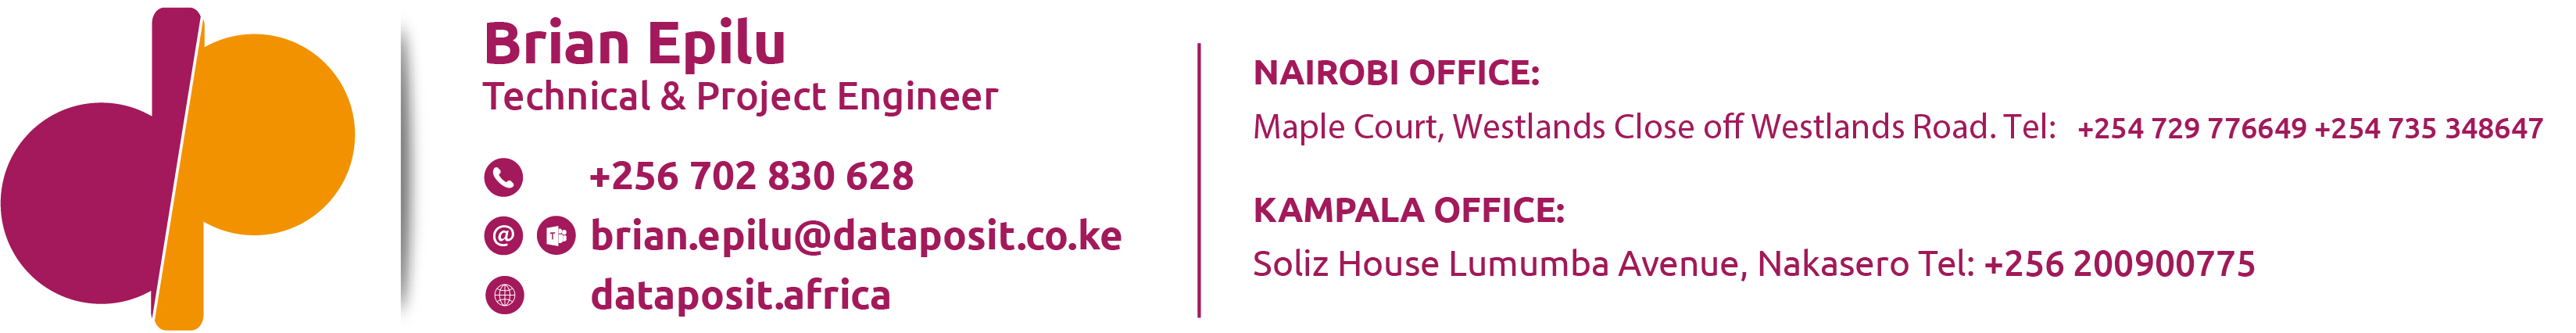 Brian Epilu
Technical & Project Engineer
+256 702 830 628
brian.epilu@dataposit.co.ke
dataposit.africa
NAIROBI OFFICE:
Maple Court, Westlands Close off Westlands Road. Tel: +254 729 776649 +254 735 348647
KAMPALA OFFICE:
Soliz House Lumumba Avenue, Nakasero Tel: +256 200900775